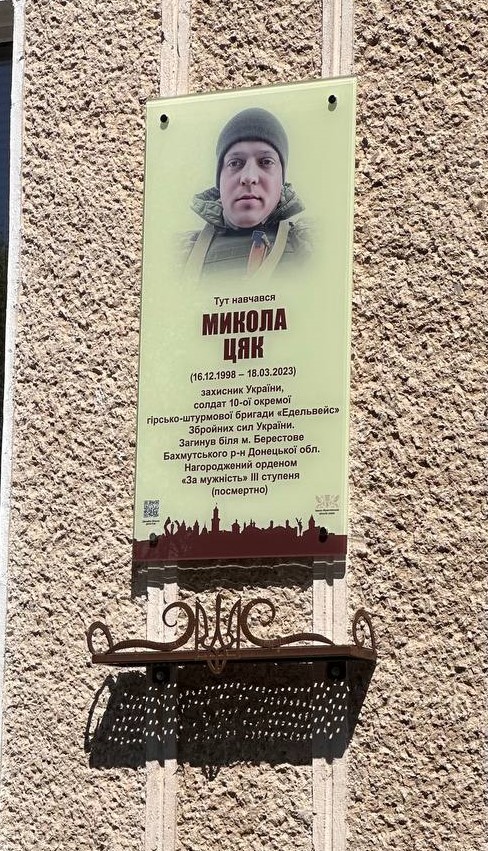 Тут навчався
МИКОЛА
ЦЯК
(16.12.1998 – 18.03.2023)
захисник України,
солдат 10-ої окремої
гірсько-штурмової бригади «Едельвейс»
Збройних сил України.
Загинув біля м. Берестове
Бахмутського р-н Донецької обл.
Нагороджений орденом
«За мужність» ІІІ ступеня
(посмертно)